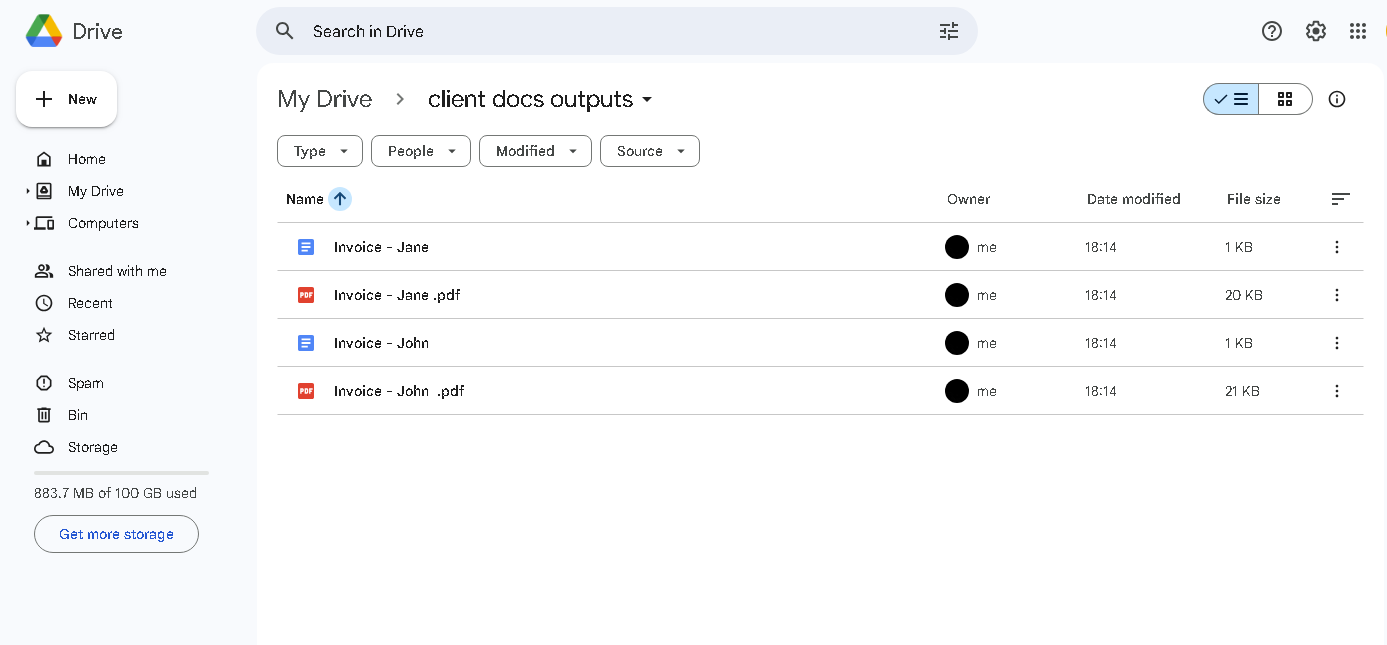 Drive
Search in Drive
New
Home
My Drive
Computers
Shared with me
Recent
Starred
Spam
Bin
Storage
883.7 MB of 100 GB used
Get more storage
My Drive > client docs outputs
Type People Modified Source
Name Owner Date modified File size
Invoice - Jane me 18:14 1 KB
PDF Invoice - Jane .pdf me 18:14 20 KB
Invoice - John me 18:14 1 KB
PDF Invoice - John .pdf me 18:14 21 KB